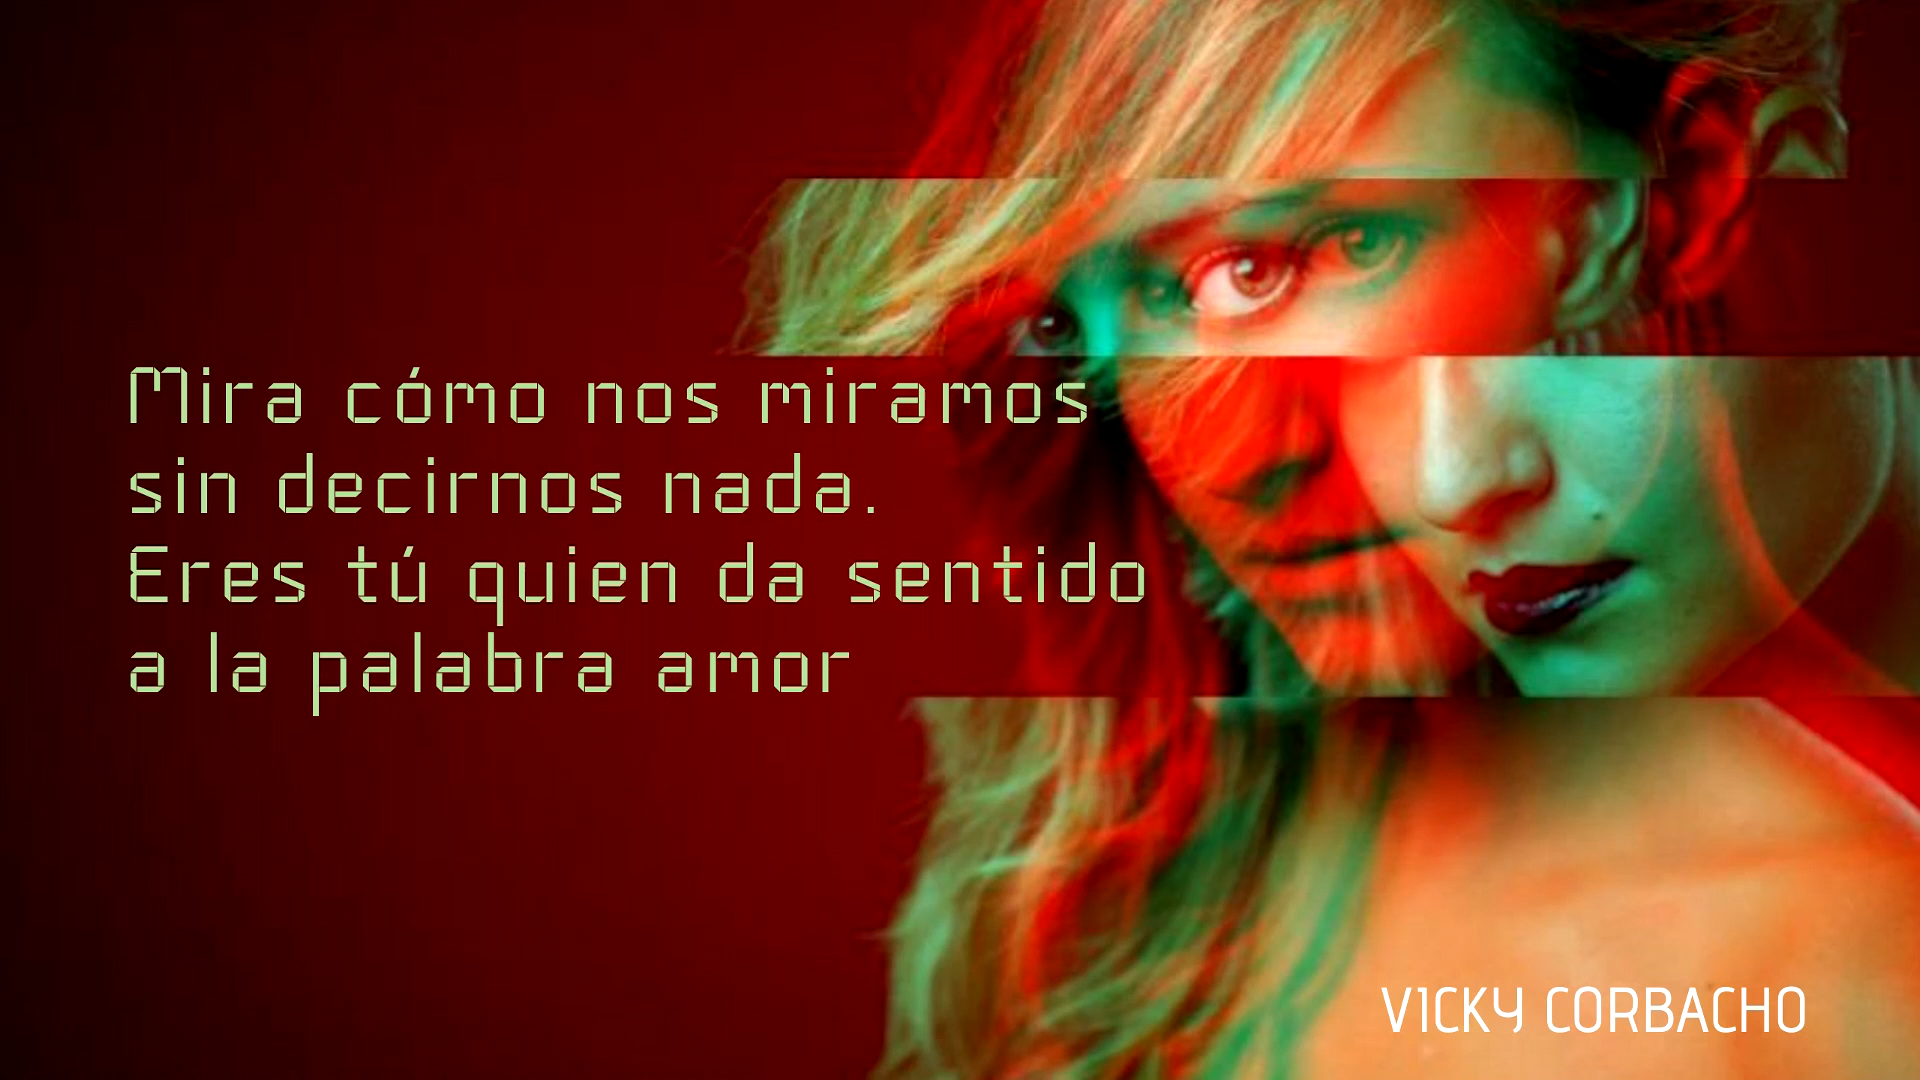 Mira cómo nos miramos
sin decirnos nada.
Eres tú quien da sentido
a la palabra amor
VICKY CORBACHO